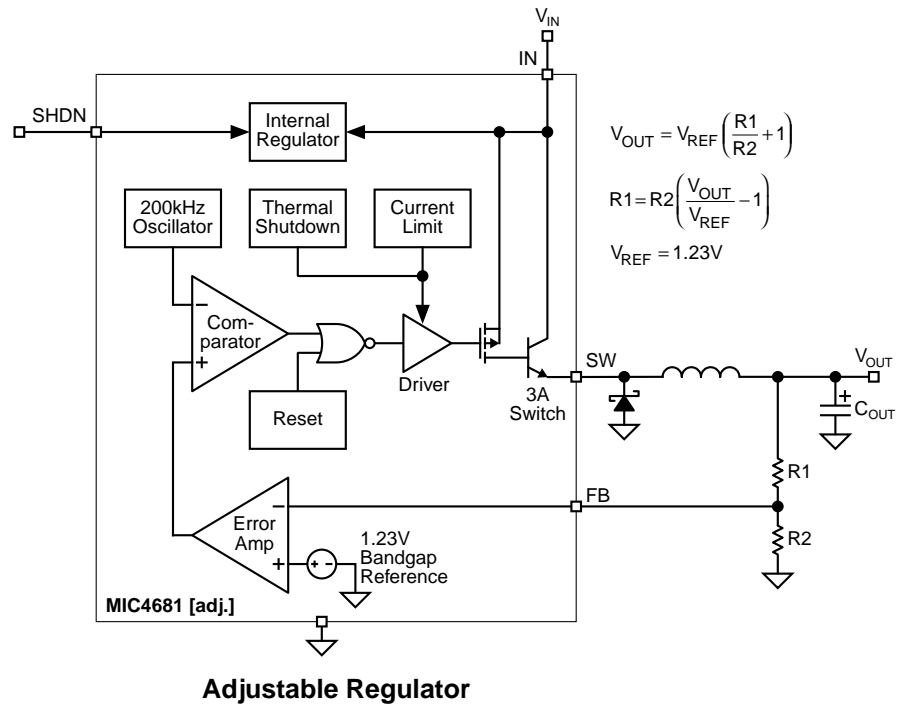 V_IN
IN
SHDN
Internal
Regulator
V_OUT = V_REF (R1/R2 + 1)
R1 = R2 (V_OUT/V_REF − 1)
V_REF = 1.23V
200kHz
Oscillator
Thermal
Shutdown
Current
Limit
−
Com-
parator
+
Driver
Reset
SW
3A
Switch
V_OUT
+
C_OUT
R1
FB
R2
−
Error
Amp
+
+ −
1.23V
Bandgap
Reference
MIC4681 [adj.]
Adjustable Regulator